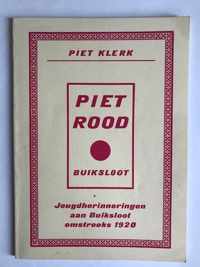 PIET KLERK
PIET
ROOD
BUIKSLOOT
Jeugdherinneringen
aan Buiksloot
omstreeks 1920